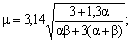 μ = 3,14√((3 + 1,3α)/(αβ + 3(α + β)));